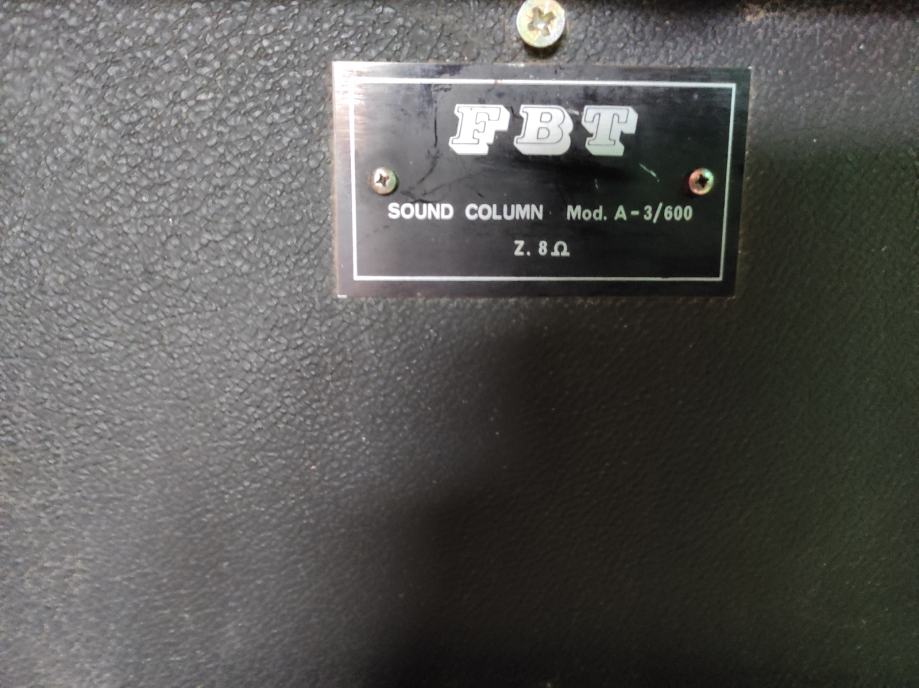 FBT
SOUND COLUMN Mod. A-3/600
Z. 8Ω